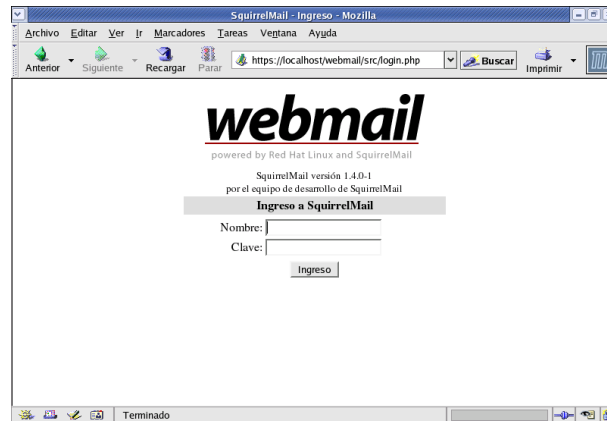 SquirrelMail - Ingreso - Mozilla
Archivo Editar Ver Ir Marcadores Tareas Ventana Ayuda
Anterior Siguiente Recargar Parar https://localhost/webmail/src/login.php Buscar Imprimir
webmail
powered by Red Hat Linux and SquirrelMail
SquirrelMail versión 1.4.0-1
por el equipo de desarrollo de SquirrelMail
Ingreso a SquirrelMail
Nombre:
Clave:
Ingreso
Terminado